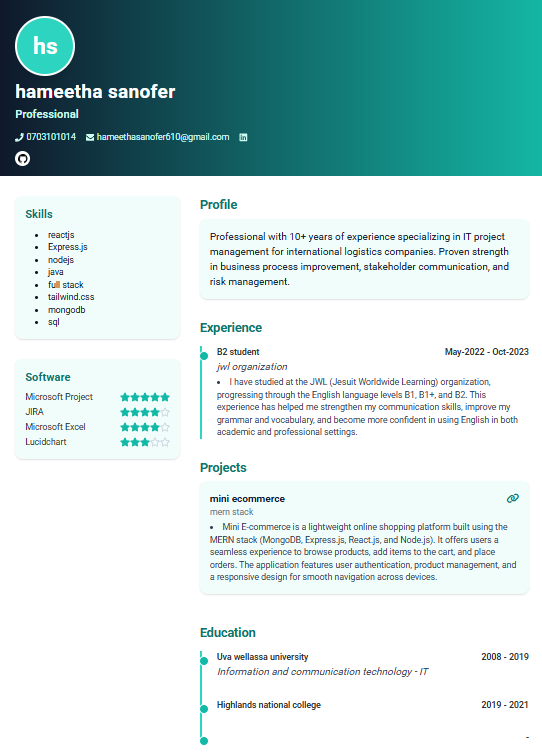 hs
hameetha sanofer
Professional
0703101014 hameethasanofer610@gmail.com
Skills
• reactjs
• Express.js
• nodejs
• java
• full stack
• tailwind.css
• mongodb
• sql
Software
Microsoft Project
JIRA
Microsoft Excel
Lucidchart
Profile
Professional with 10+ years of experience specializing in IT project
management for international logistics companies. Proven strength
in business process improvement, stakeholder communication, and
risk management.
Experience
B2 student May-2022 - Oct-2023
jwl organization
• I have studied at the JWL (Jesuit Worldwide Learning) organization,
progressing through the English language levels B1, B1+, and B2. This
experience has helped me strengthen my communication skills, improve my
grammar and vocabulary, and become more confident in using English in both
academic and professional settings.
Projects
mini ecommerce
mern stack
• Mini E-commerce is a lightweight online shopping platform built using the
MERN stack (MongoDB, Express.js, React.js, and Node.js). It offers users a
seamless experience to browse products, add items to the cart, and place
orders. The application features user authentication, product management, and
a responsive design for smooth navigation across devices.
Education
Uva wellassa university 2008 - 2019
Information and communication technology - IT
Highlands national college 2019 - 2021
-